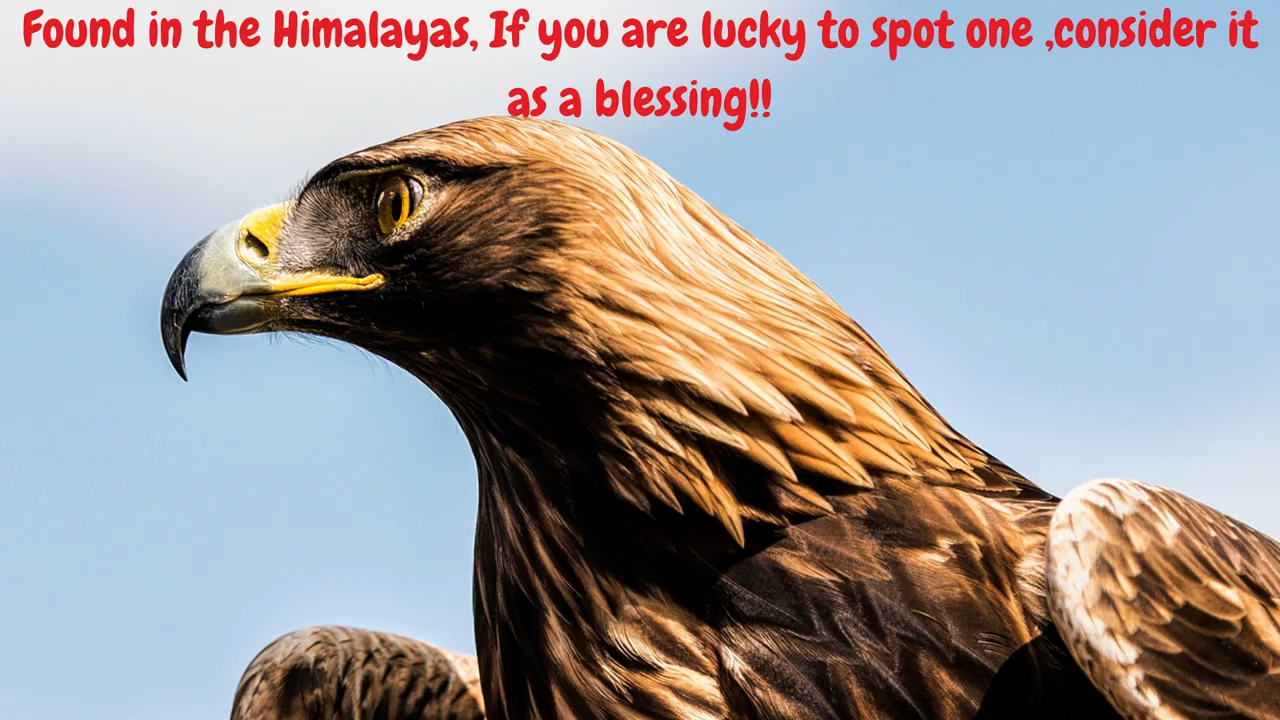 Found in the Himalayas, If you are lucky to spot one ,consider it
as a blessing!!